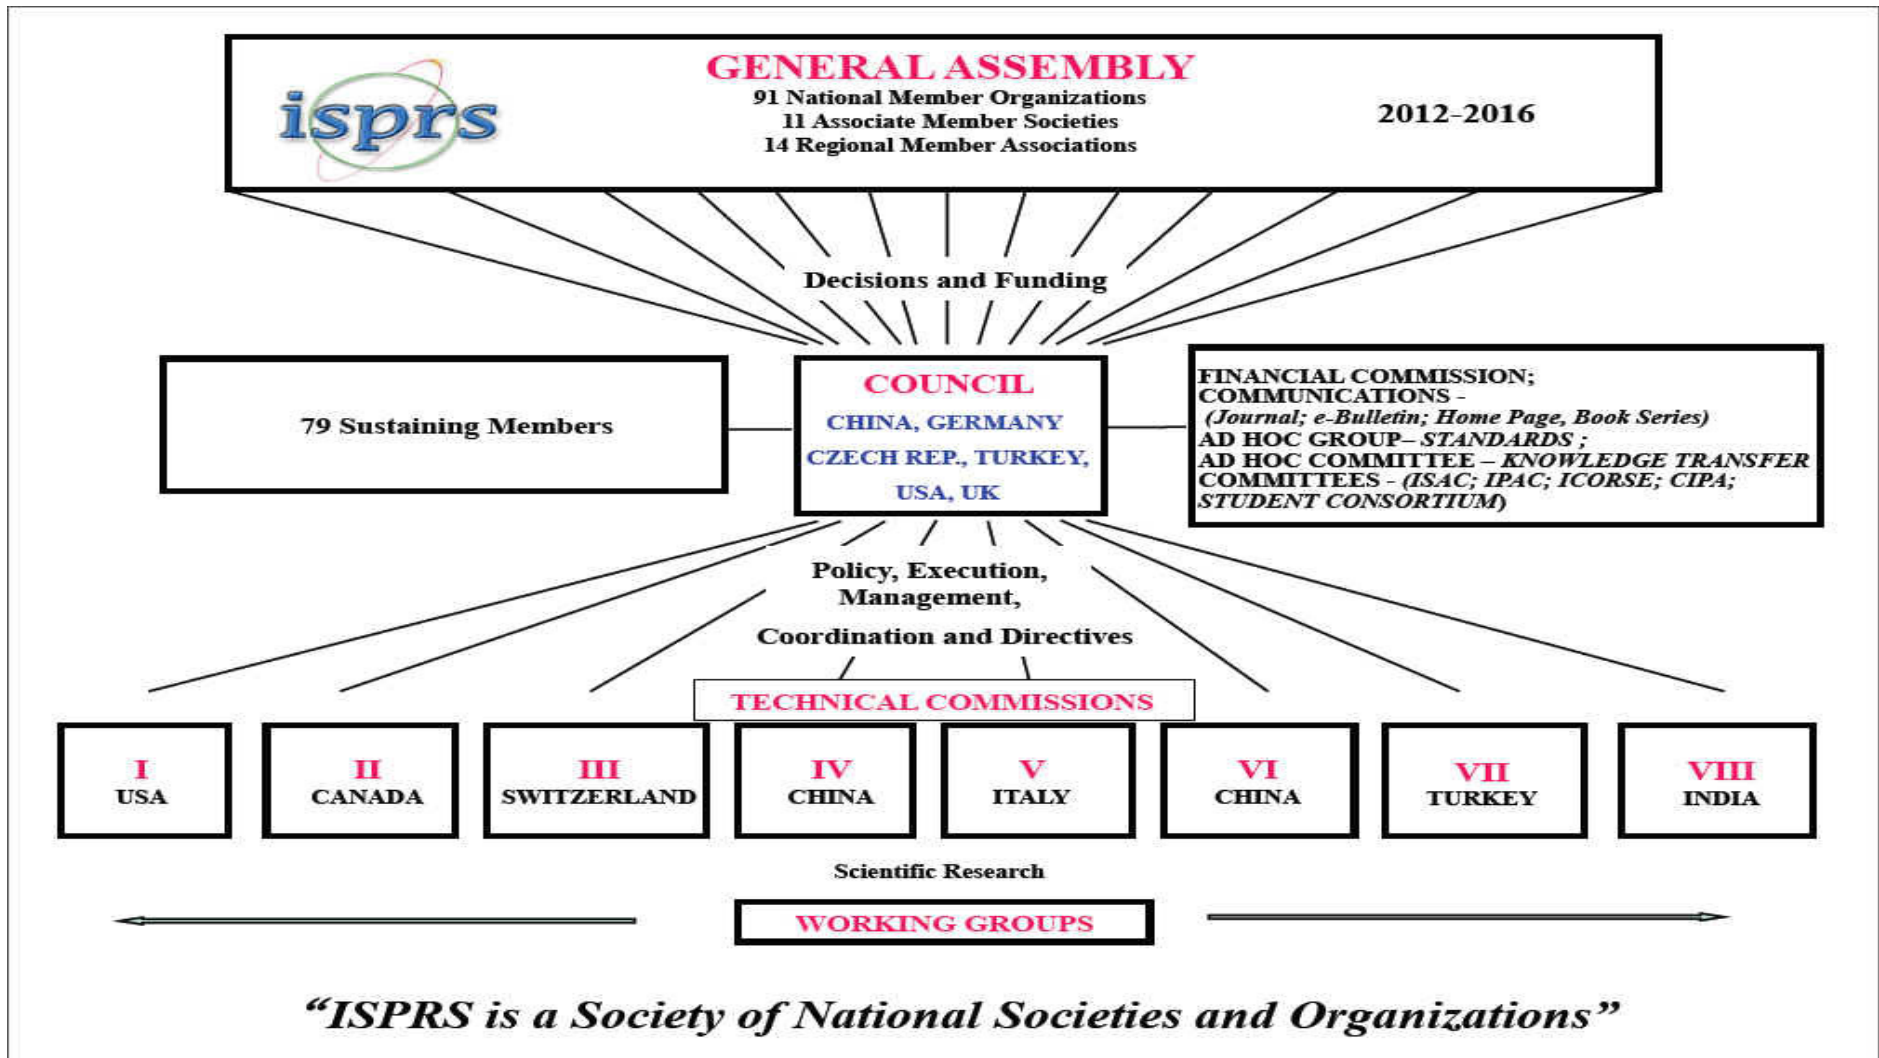 isprs
GENERAL ASSEMBLY
91 National Member Organizations
11 Associate Member Societies
14 Regional Member Associations
2012-2016
Decisions and Funding
79 Sustaining Members
COUNCIL
CHINA, GERMANY
CZECH REP., TURKEY,
USA, UK
FINANCIAL COMMISSION;
COMMUNICATIONS -
(Journal; e-Bulletin; Home Page, Book Series)
AD HOC GROUP– STANDARDS ;
AD HOC COMMITTEE – KNOWLEDGE TRANSFER
COMMITTEES - (ISAC; IPAC; ICORSE; CIPA;
STUDENT CONSORTIUM)
Policy, Execution,
Management,
Coordination and Directives
TECHNICAL COMMISSIONS
I
USA
II
CANADA
III
SWITZERLAND
IV
CHINA
V
ITALY
VI
CHINA
VII
TURKEY
VIII
INDIA
Scientific Research
WORKING GROUPS
“ISPRS is a Society of National Societies and Organizations”